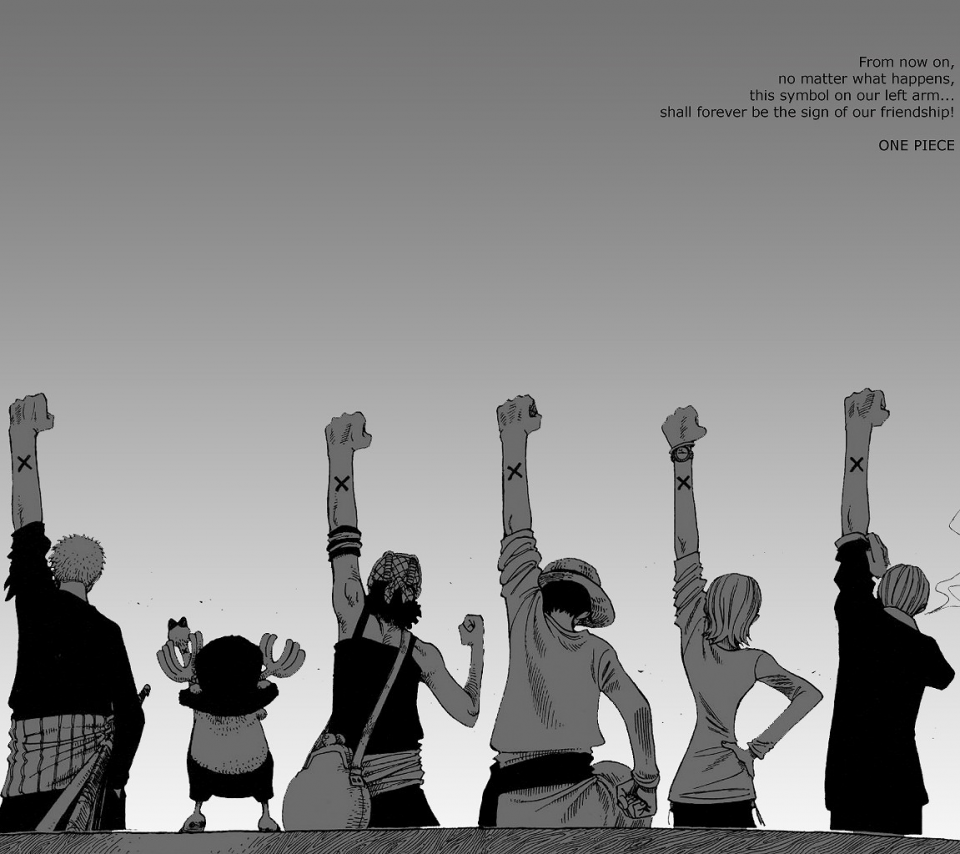 From now on,
no matter what happens,
this symbol on our left arm...
shall forever be the sign of our friendship!
ONE PIECE